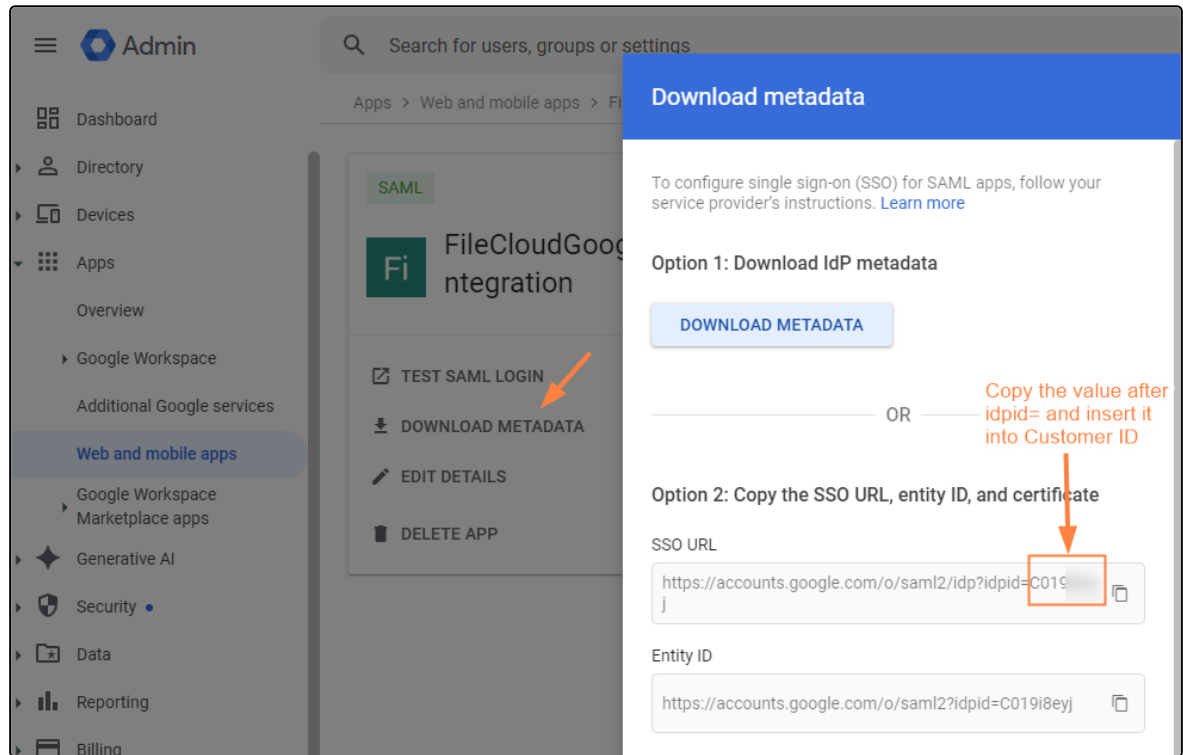 Admin
Search for users, groups or settings
Dashboard
Directory
Devices
Apps
Overview
Google Workspace
Additional Google services
Web and mobile apps
Google Workspace
Marketplace apps
Generative AI
Security
Data
Reporting
Billing
Apps > Web and mobile apps > Fi
SAML
Fi
FileCloudGoog
ntegration
TEST SAML LOGIN
DOWNLOAD METADATA
EDIT DETAILS
DELETE APP
Download metadata
To configure single sign-on (SSO) for SAML apps, follow your
service provider's instructions. Learn more
Option 1: Download IdP metadata
DOWNLOAD METADATA
OR
Copy the value after
idpid= and insert it
into Customer ID
Option 2: Copy the SSO URL, entity ID, and certificate
SSO URL
https://accounts.google.com/o/saml2/idp?idpid=C019
j
Entity ID
https://accounts.google.com/o/saml2?idpid=C019i8eyj